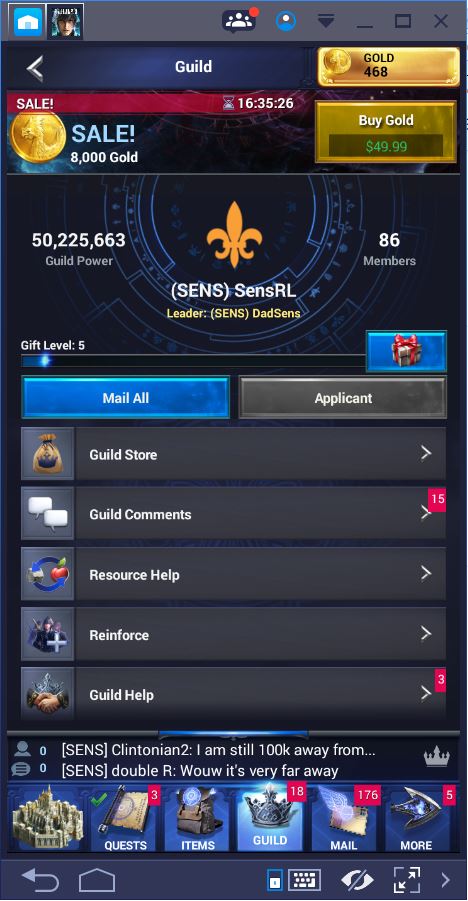 Guild
GOLD
468
SALE!
16:35:26
SALE!
8,000 Gold
Buy Gold
$49.99
50,225,663
Guild Power
86
Members
(SENS) SensRL
Leader: (SENS) DadSens
Gift Level: 5
Mail All
Applicant
Guild Store
Guild Comments
15
Resource Help
Reinforce
Guild Help
3
0 [SENS] Clintonian2: I am still 100k away from...
0 [SENS] double R: Wouw it's very far away
3
18
176
5
QUESTS
ITEMS
GUILD
MAIL
MORE